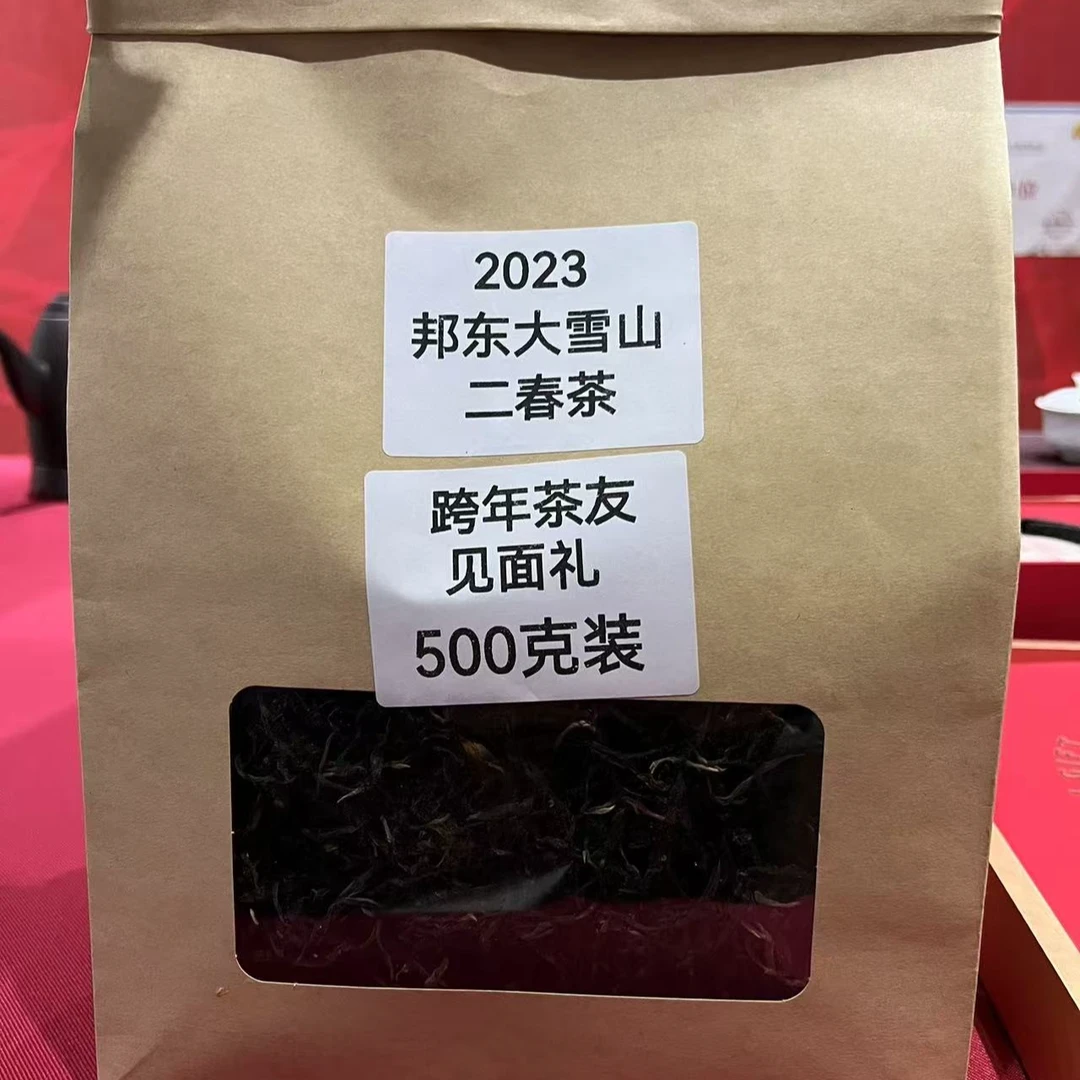 2023
邦东大雪山
二春茶
跨年茶友
见面礼
500克装